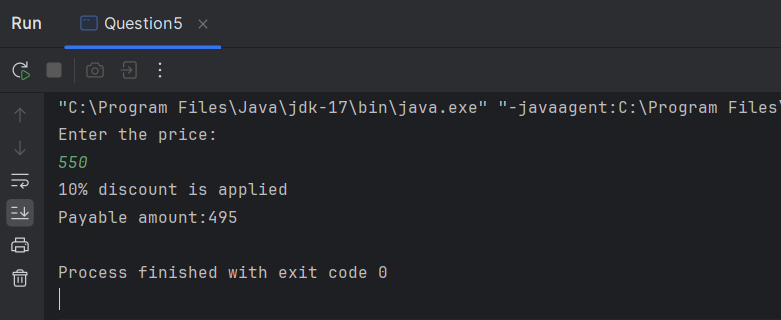 Run Question5
"C:\Program Files\Java\jdk-17\bin\java.exe" "-javaagent:C:\Program Files\
Enter the price:
550
10% discount is applied
Payable amount:495
Process finished with exit code 0